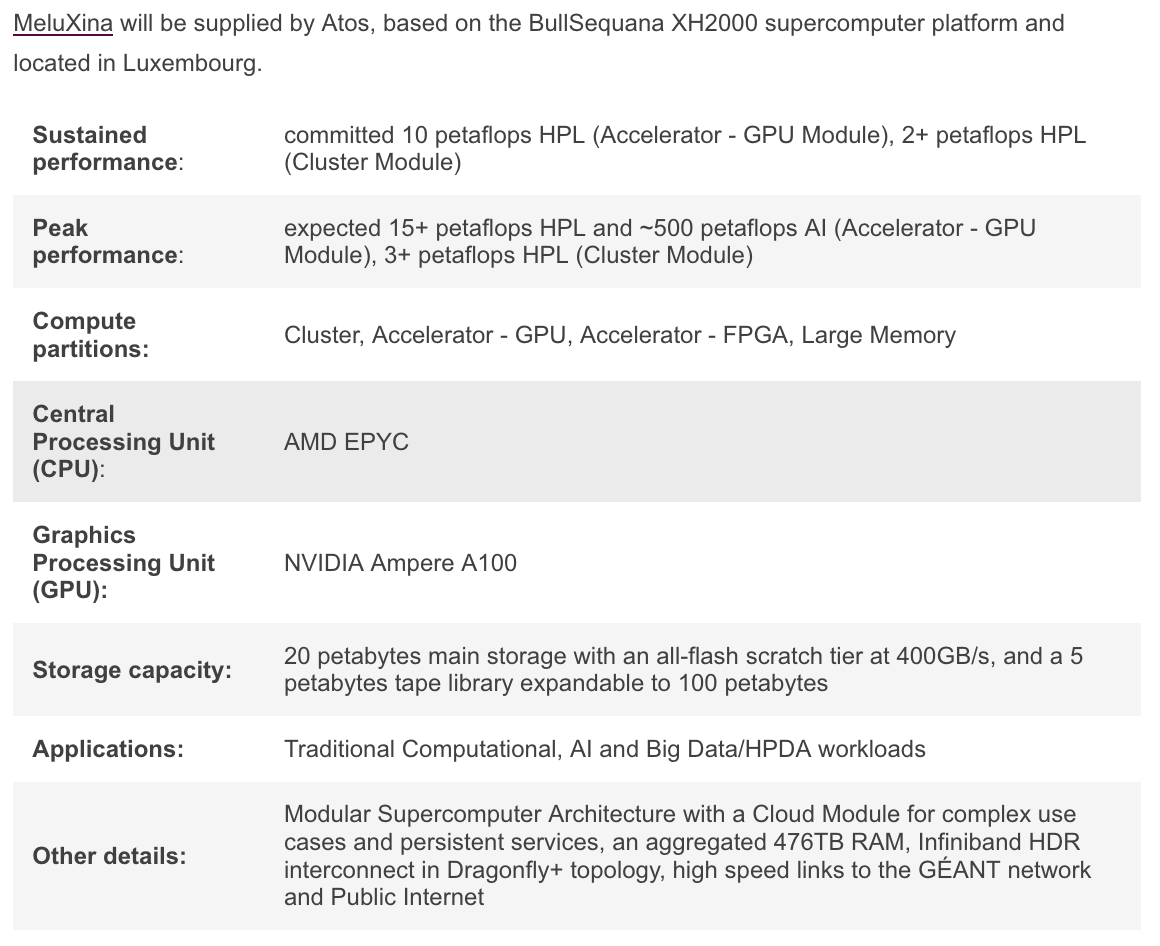 MeluXina will be supplied by Atos, based on the BullSequana XH2000 supercomputer platform and
located in Luxembourg.
Sustained
performance:
committed 10 petaflops HPL (Accelerator - GPU Module), 2+ petaflops HPL
(Cluster Module)
Peak
performance:
expected 15+ petaflops HPL and ~500 petaflops AI (Accelerator - GPU
Module), 3+ petaflops HPL (Cluster Module)
Compute
partitions:
Cluster, Accelerator - GPU, Accelerator - FPGA, Large Memory
Central
Processing Unit
(CPU):
AMD EPYC
Graphics
Processing Unit
(GPU):
NVIDIA Ampere A100
Storage capacity:
20 petabytes main storage with an all-flash scratch tier at 400GB/s, and a 5
petabytes tape library expandable to 100 petabytes
Applications:
Traditional Computational, AI and Big Data/HPDA workloads
Other details:
Modular Supercomputer Architecture with a Cloud Module for complex use
cases and persistent services, an aggregated 476TB RAM, Infiniband HDR
interconnect in Dragonfly+ topology, high speed links to the GÉANT network
and Public Internet